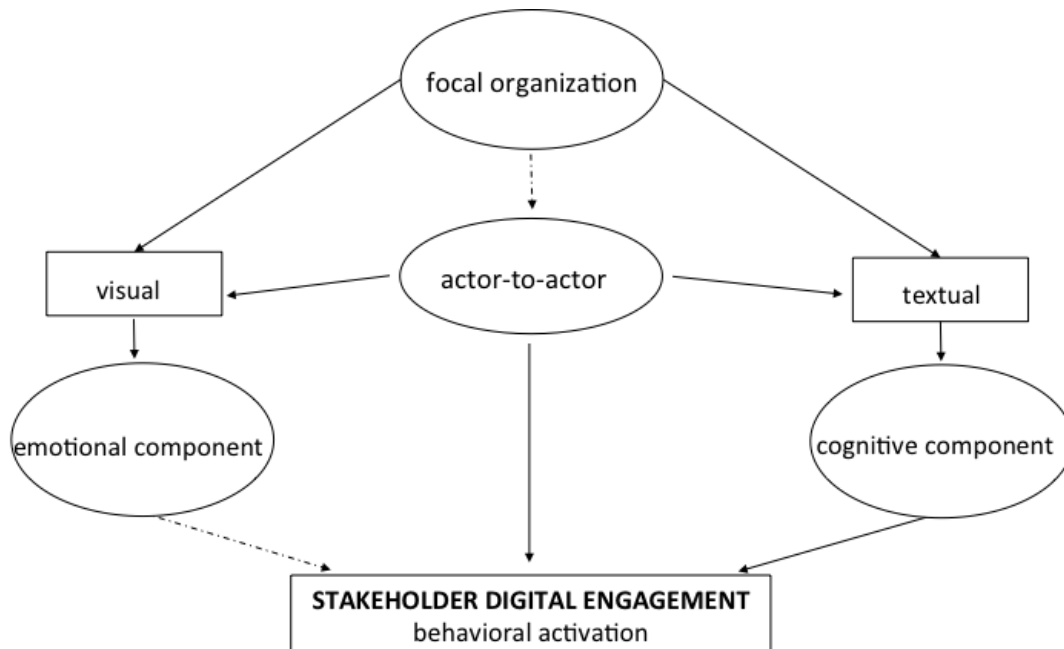 focal organization
actor-to-actor
visual
textual
emotional component
cognitive component
STAKEHOLDER DIGITAL ENGAGEMENT
behavioral activation